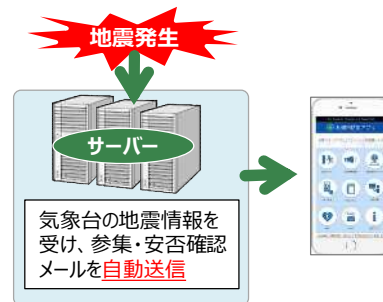 地震発生
サーバー
気象台の地震情報を
受け、参集・安否確認
メールを自動送信